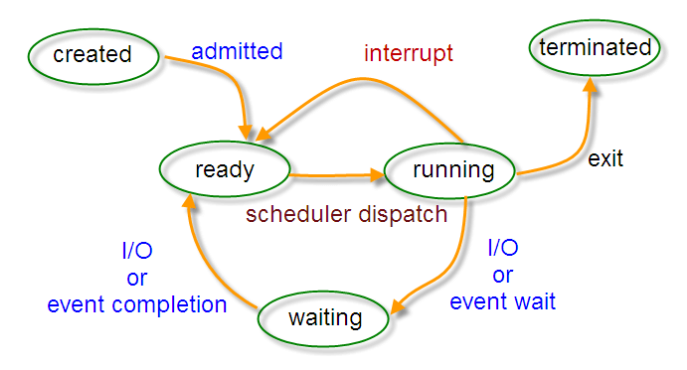 created
admitted
interrupt
terminated
ready
running
exit
scheduler dispatch
I/O
or
event completion
I/O
or
event wait
waiting